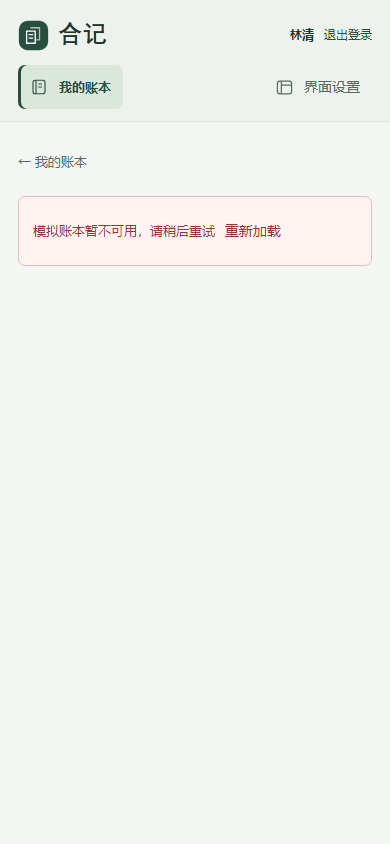 合记
林清 退出登录
我的账本 界面设置
← 我的账本
模拟账本暂不可用，请稍后重试 重新加载